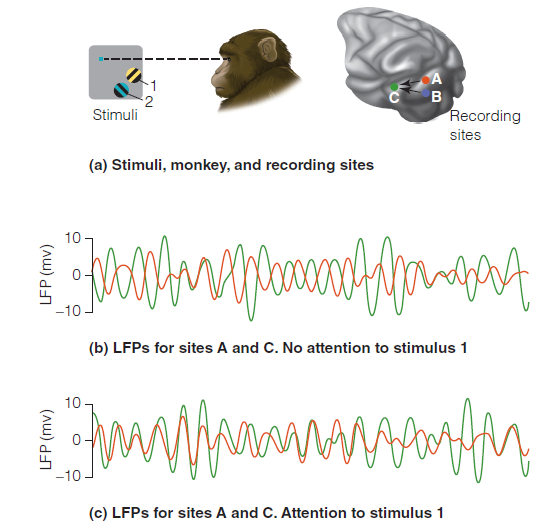 1
2
Stimuli
A
B
C
Recording
sites
(a) Stimuli, monkey, and recording sites
10
0
–10
LFP (mv)
(b) LFPs for sites A and C. No attention to stimulus 1
10
0
–10
LFP (mv)
(c) LFPs for sites A and C. Attention to stimulus 1